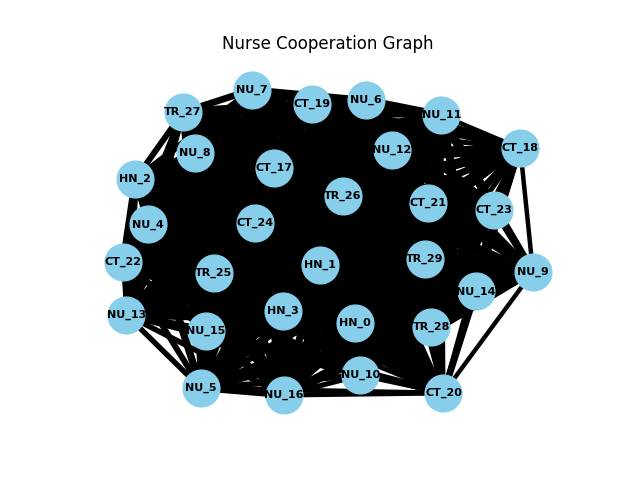 Nurse Cooperation Graph
NU_7
CT_19
NU_6
TR_27
NU_11
NU_8
NU_12
CT_18
CT_17
HN_2
TR_26
CT_21
CT_23
NU_4
CT_24
CT_22
TR_25
HN_1
TR_29
NU_9
NU_14
NU_13
HN_3
NU_15
HN_0
TR_28
NU_10
NU_5
NU_16
CT_20